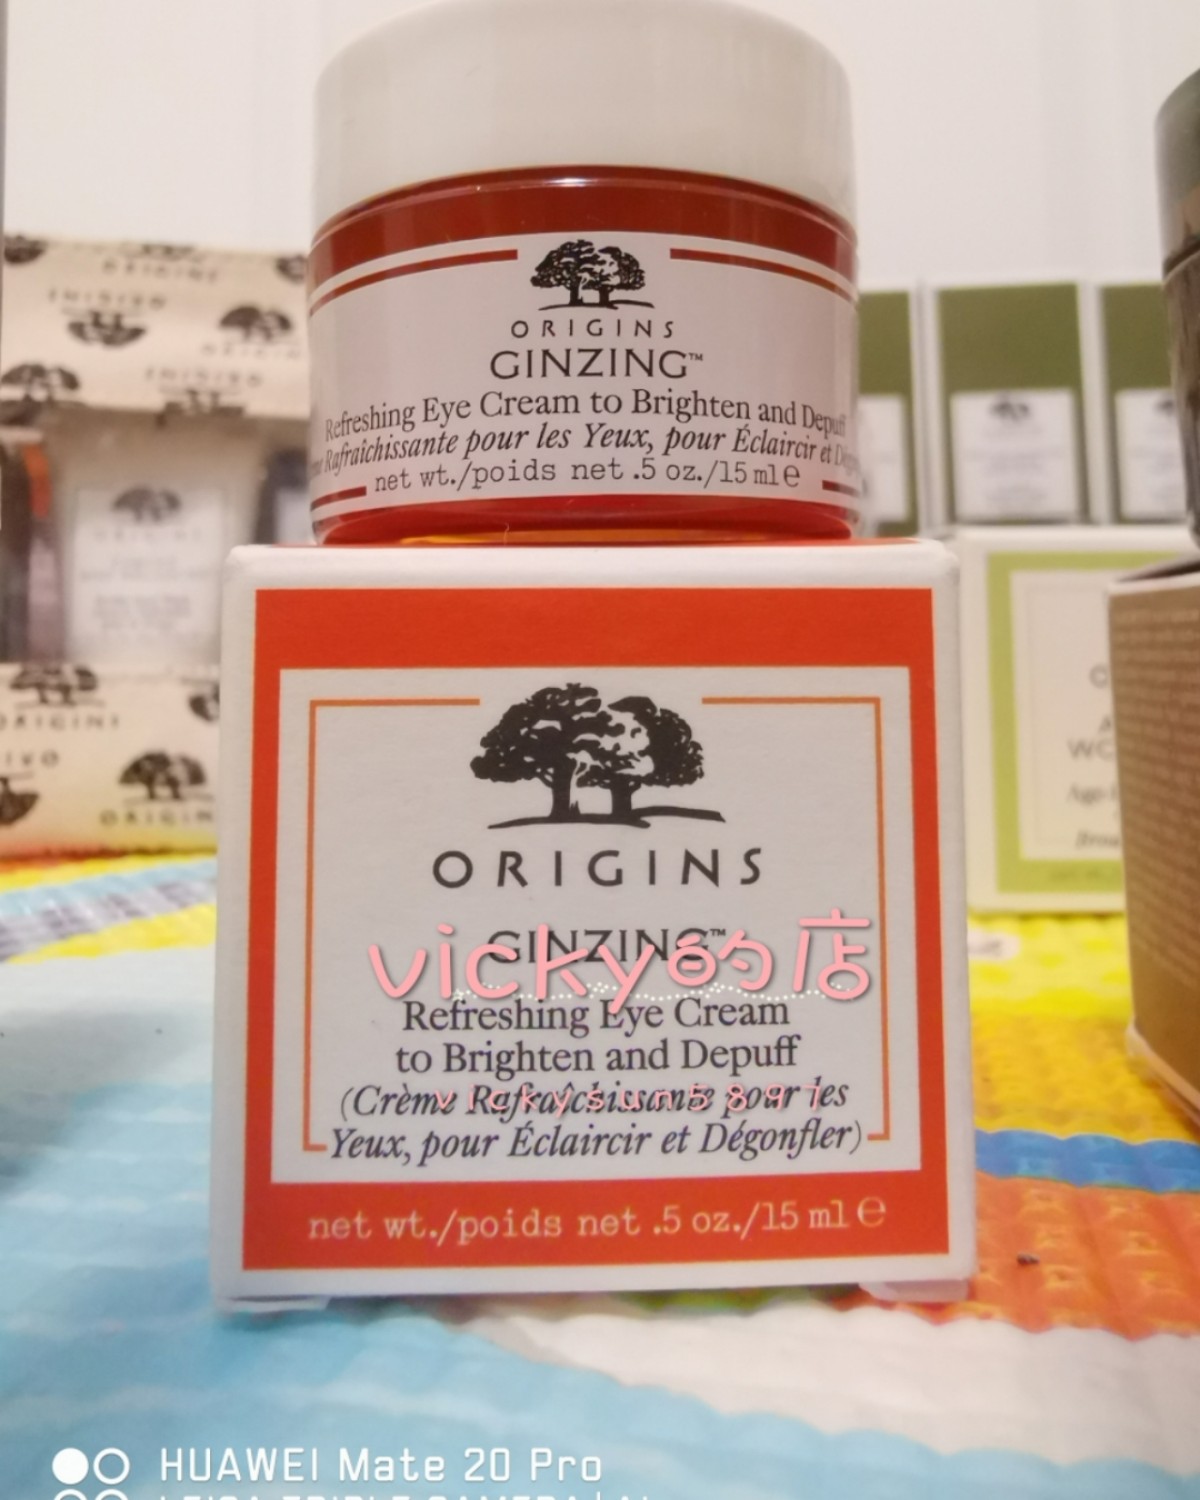 ORIGINS
GINZING™
Refreshing Eye Cream to Brighten and Depuff
Rafraîchissante pour les Yeux, pour Éclaircir et
net wt./poids net .5 oz./15 ml e
ORIGINS
GINZING™
vicky的店
Refreshing Eye Cream
to Brighten and Depuff
(Crème Rafraîchissante pour les
Yeux, pour Éclaircir et Dégonfler)
net wt./poids net .5 oz./15 ml e
ORIGINS
HUAWEI Mate 20 Pro